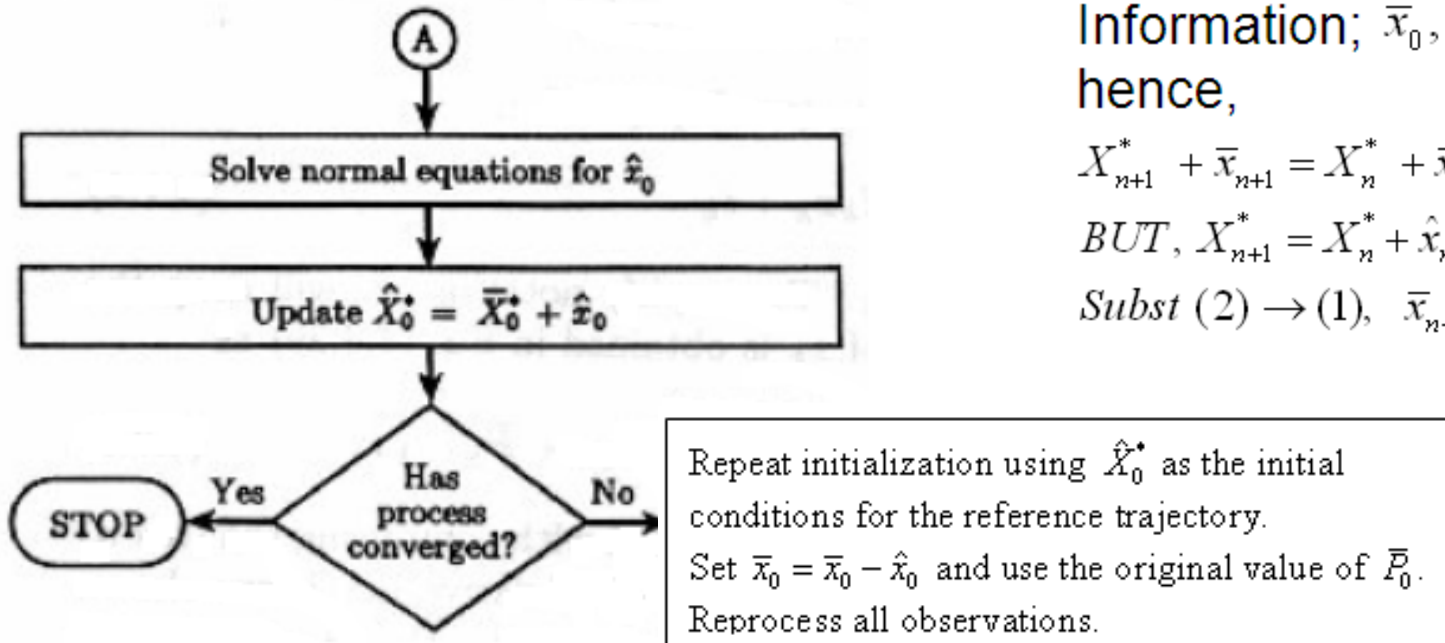 A
Solve normal equations for x̂₀
Update X̂₀* = X̄₀* + x̂₀
Has
process
converged?
Yes
No
STOP
Repeat initialization using X̂₀* as the initial
conditions for the reference trajectory.
Set x̄₀ = x̄₀ − x̂₀ and use the original value of P̄₀.
Reprocess all observations.
Information; x̄₀,
hence,
X*ₙ₊₁ + x̄ₙ₊₁ = X*ₙ + x̄
BUT, X*ₙ₊₁ = X*ₙ + x̂ₙ
Subst (2) → (1), x̄ₙ₊